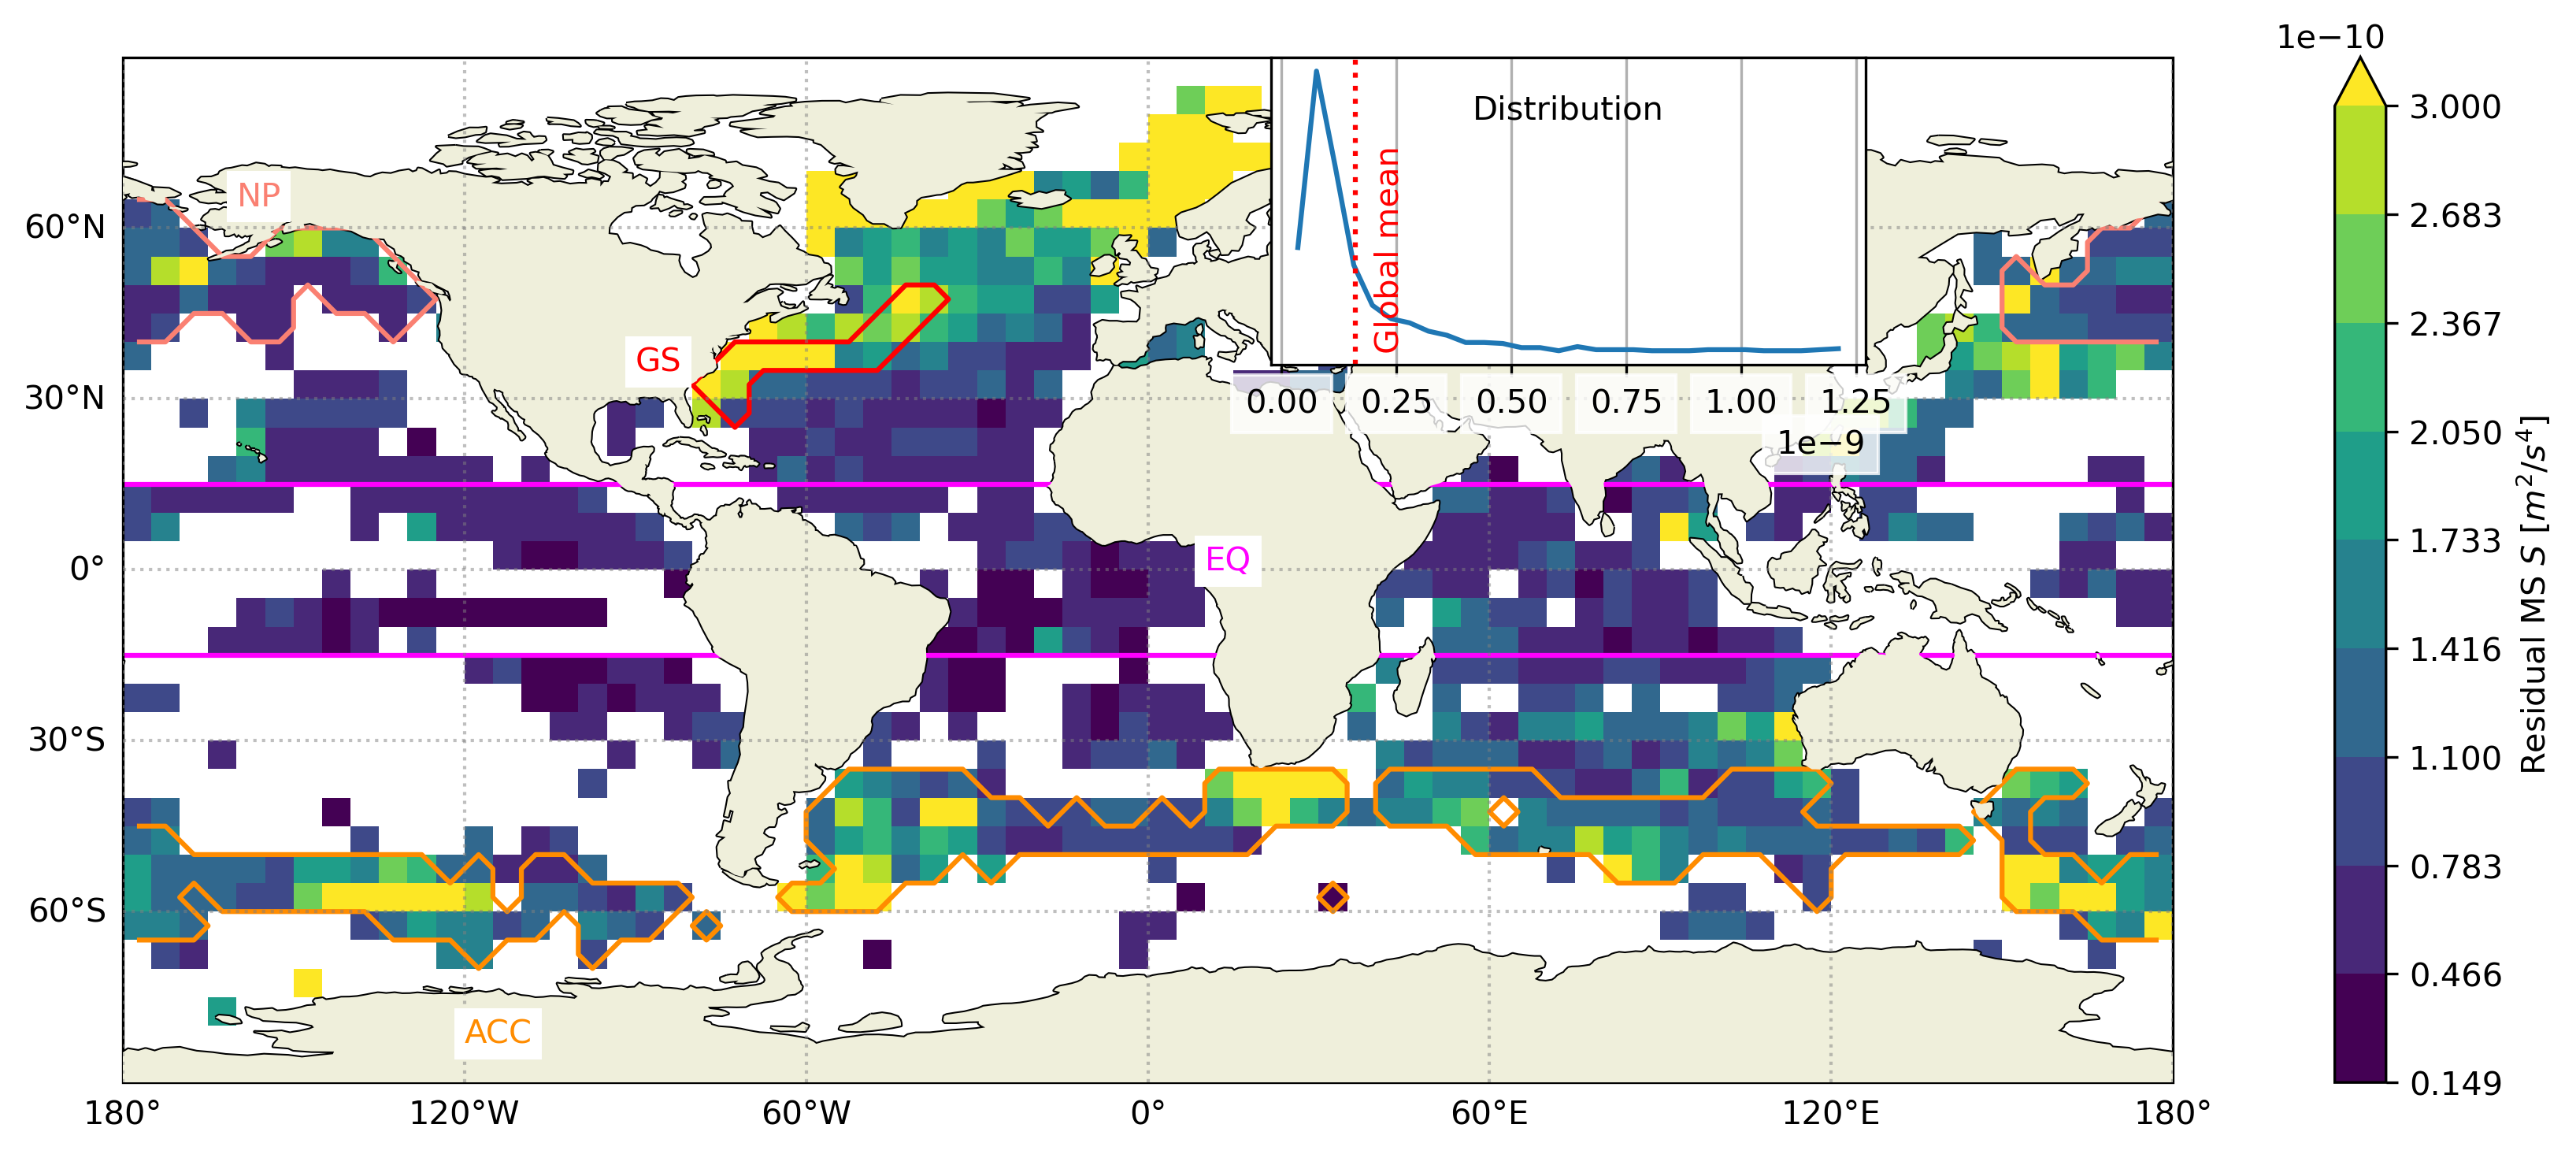 1e−10
Distribution
Global mean
0.00 0.25 0.50 0.75 1.00 1.25
1e−9
NP
GS
EQ
ACC
60°N
30°N
0°
30°S
60°S
180° 120°W 60°W 0° 60°E 120°E 180°
3.000
2.683
2.367
2.050
1.733
1.416
1.100
0.783
0.466
0.149
Residual MS S [m²/s⁴]